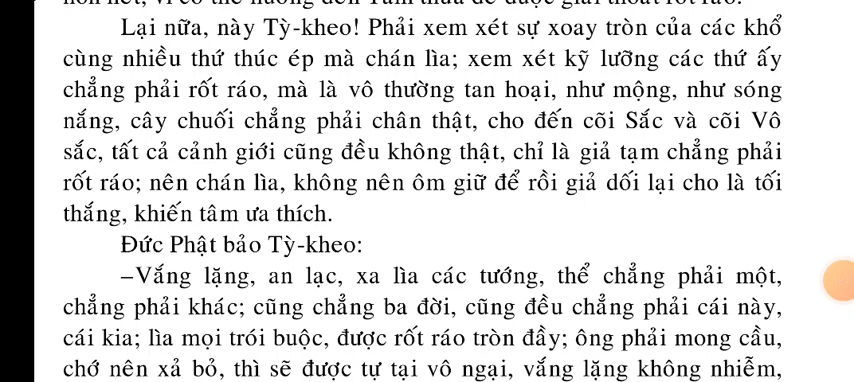 Lại nữa, này Tỳ-kheo! Phải xem xét sự xoay tròn của các khổ
cùng nhiều thứ thúc ép mà chán lìa; xem xét kỹ lưỡng các thứ ấy
chẳng phải rốt ráo, mà là vô thường tan hoại, như mộng, như sóng
nắng, cây chuối chẳng phải chân thật, cho đến cõi Sắc và cõi Vô
sắc, tất cả cảnh giới cũng đều không thật, chỉ là giả tạm chẳng phải
rốt ráo; nên chán lìa, không nên ôm giữ để rồi giả dối lại cho là tối
thắng, khiến tâm ưa thích.
Đức Phật bảo Tỳ-kheo:
–Vắng lặng, an lạc, xa lìa các tướng, thể chẳng phải một,
chẳng phải khác; cũng chẳng ba đời, cũng đều chẳng phải cái này,
cái kia; lìa mọi trói buộc, được rốt ráo tròn đầy; ông phải mong cầu,
chớ nên xả bỏ, thì sẽ được tự tại vô ngại, vắng lặng không nhiễm,